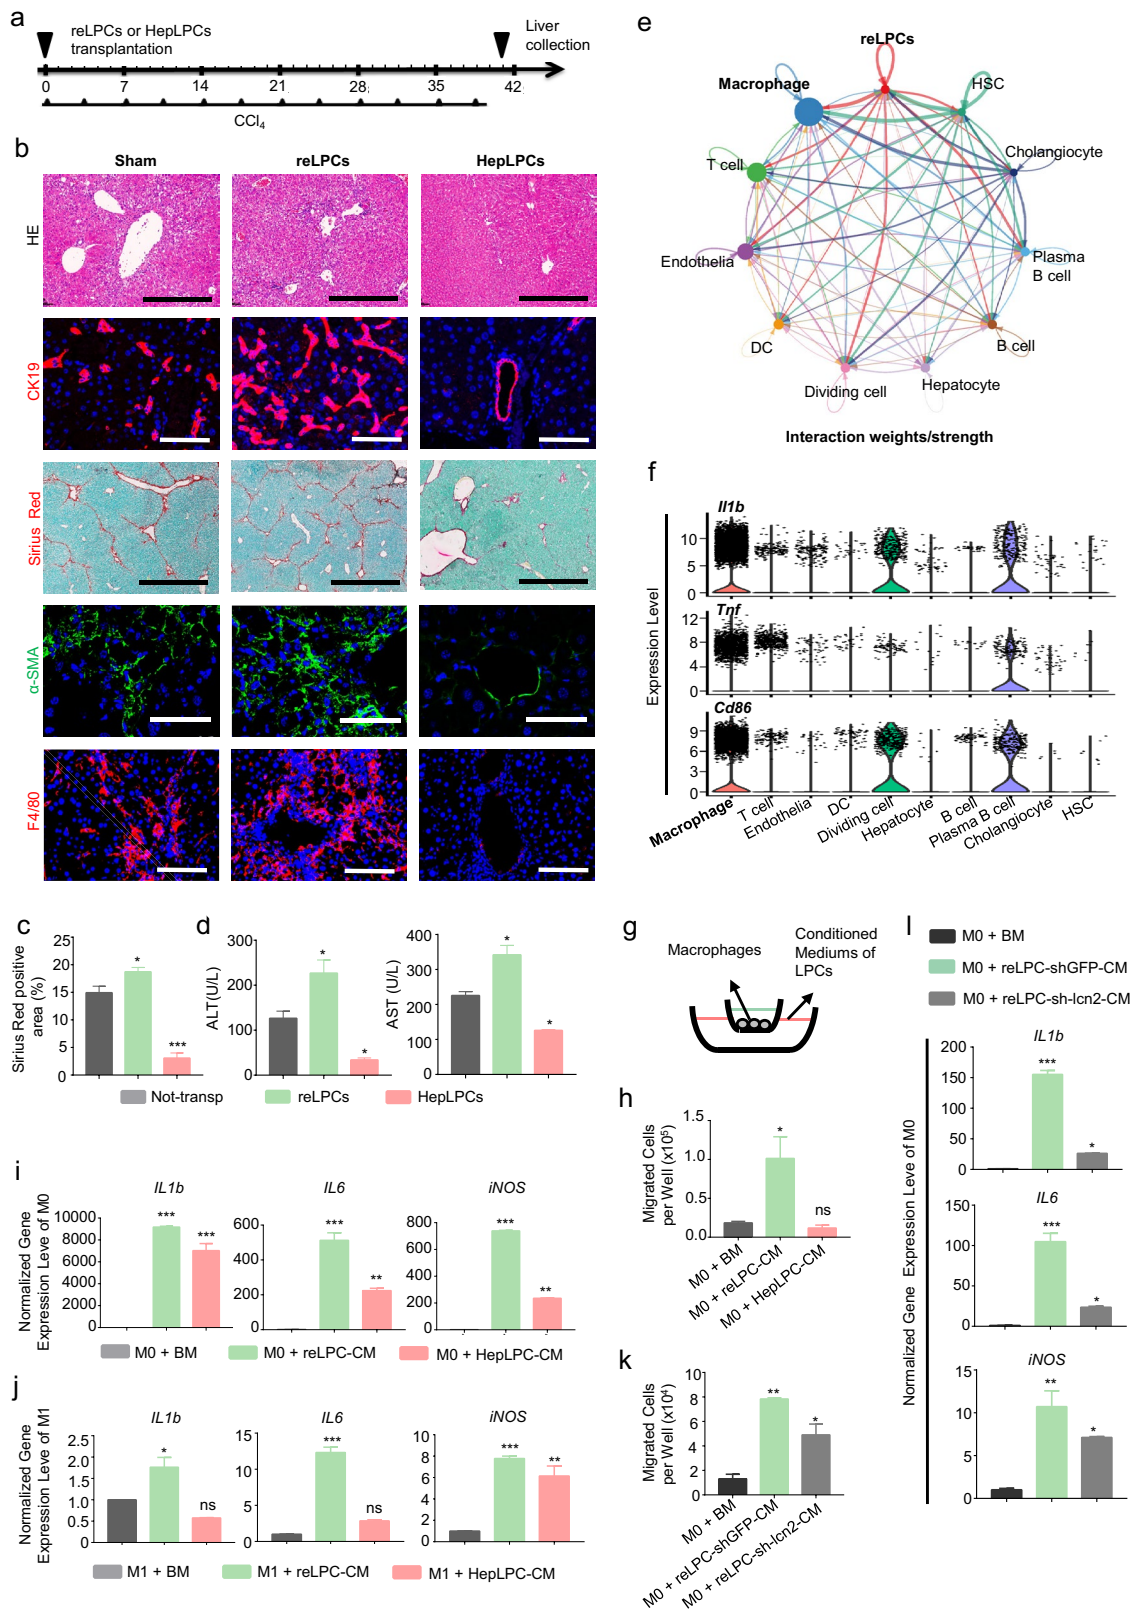 a
reLPCs or HepLPCs
transplantation
Liver
collection
0 7 14 21 28 35 42
CCl4
b
Sham reLPCs HepLPCs
HE
CK19
Sirius Red
α-SMA
F4/80
c
Sirius Red positive
area (%)
25
20
15
10
5
0
*
***
d
ALT(U/L)
300
200
100
0
*
*
AST (U/L)
400
300
200
100
0
*
*
Not-transp reLPCs HepLPCs
e
reLPCs
HSC
Macrophage
Cholangiocyte
T cell
Plasma
B cell
Endothelia
B cell
DC
Hepatocyte
Dividing cell
Interaction weights/strength
f
Expression Level
Il1b
10
5
0
Tnf
12
8
4
0
Cd86
9
6
3
0
Macrophage T cell Endothelia DC Dividing cell Hepatocyte B cell Plasma B cell Cholangiocyte HSC
g
Macrophages
Conditioned
Mediums of
LPCs
h
Migrated Cells
per Well (x10⁵)
1.5
1.0
0.5
0.0
*
ns
M0 + BM
M0 + reLPC-CM
M0 + HepLPC-CM
i
Normalized Gene
Expression Leve of M0
IL1b
10000
8000
6000
4000
2000
0
***
***
IL6
600
400
200
0
***
**
iNOS
800
600
400
200
0
***
**
M0 + BM M0 + reLPC-CM M0 + HepLPC-CM
j
Normalized Gene
Expression Leve of M1
IL1b
2.5
2.0
1.5
1.0
0.5
0.0
*
ns
IL6
15
10
5
0
***
ns
iNOS
10
8
6
4
2
0
***
**
M1 + BM M1 + reLPC-CM M1 + HepLPC-CM
k
Migrated Cells
per Well (x10⁴)
10
8
6
4
2
0
**
*
M0 + BM
M0 + reLPC-shGFP-CM
M0 + reLPC-sh-lcn2-CM
l
M0 + BM
M0 + reLPC-shGFP-CM
M0 + reLPC-sh-lcn2-CM
Normalized Gene Expression Leve of M0
IL1b
200
150
100
50
0
***
*
IL6
150
100
50
0
***
*
iNOS
15
10
5
0
**
*